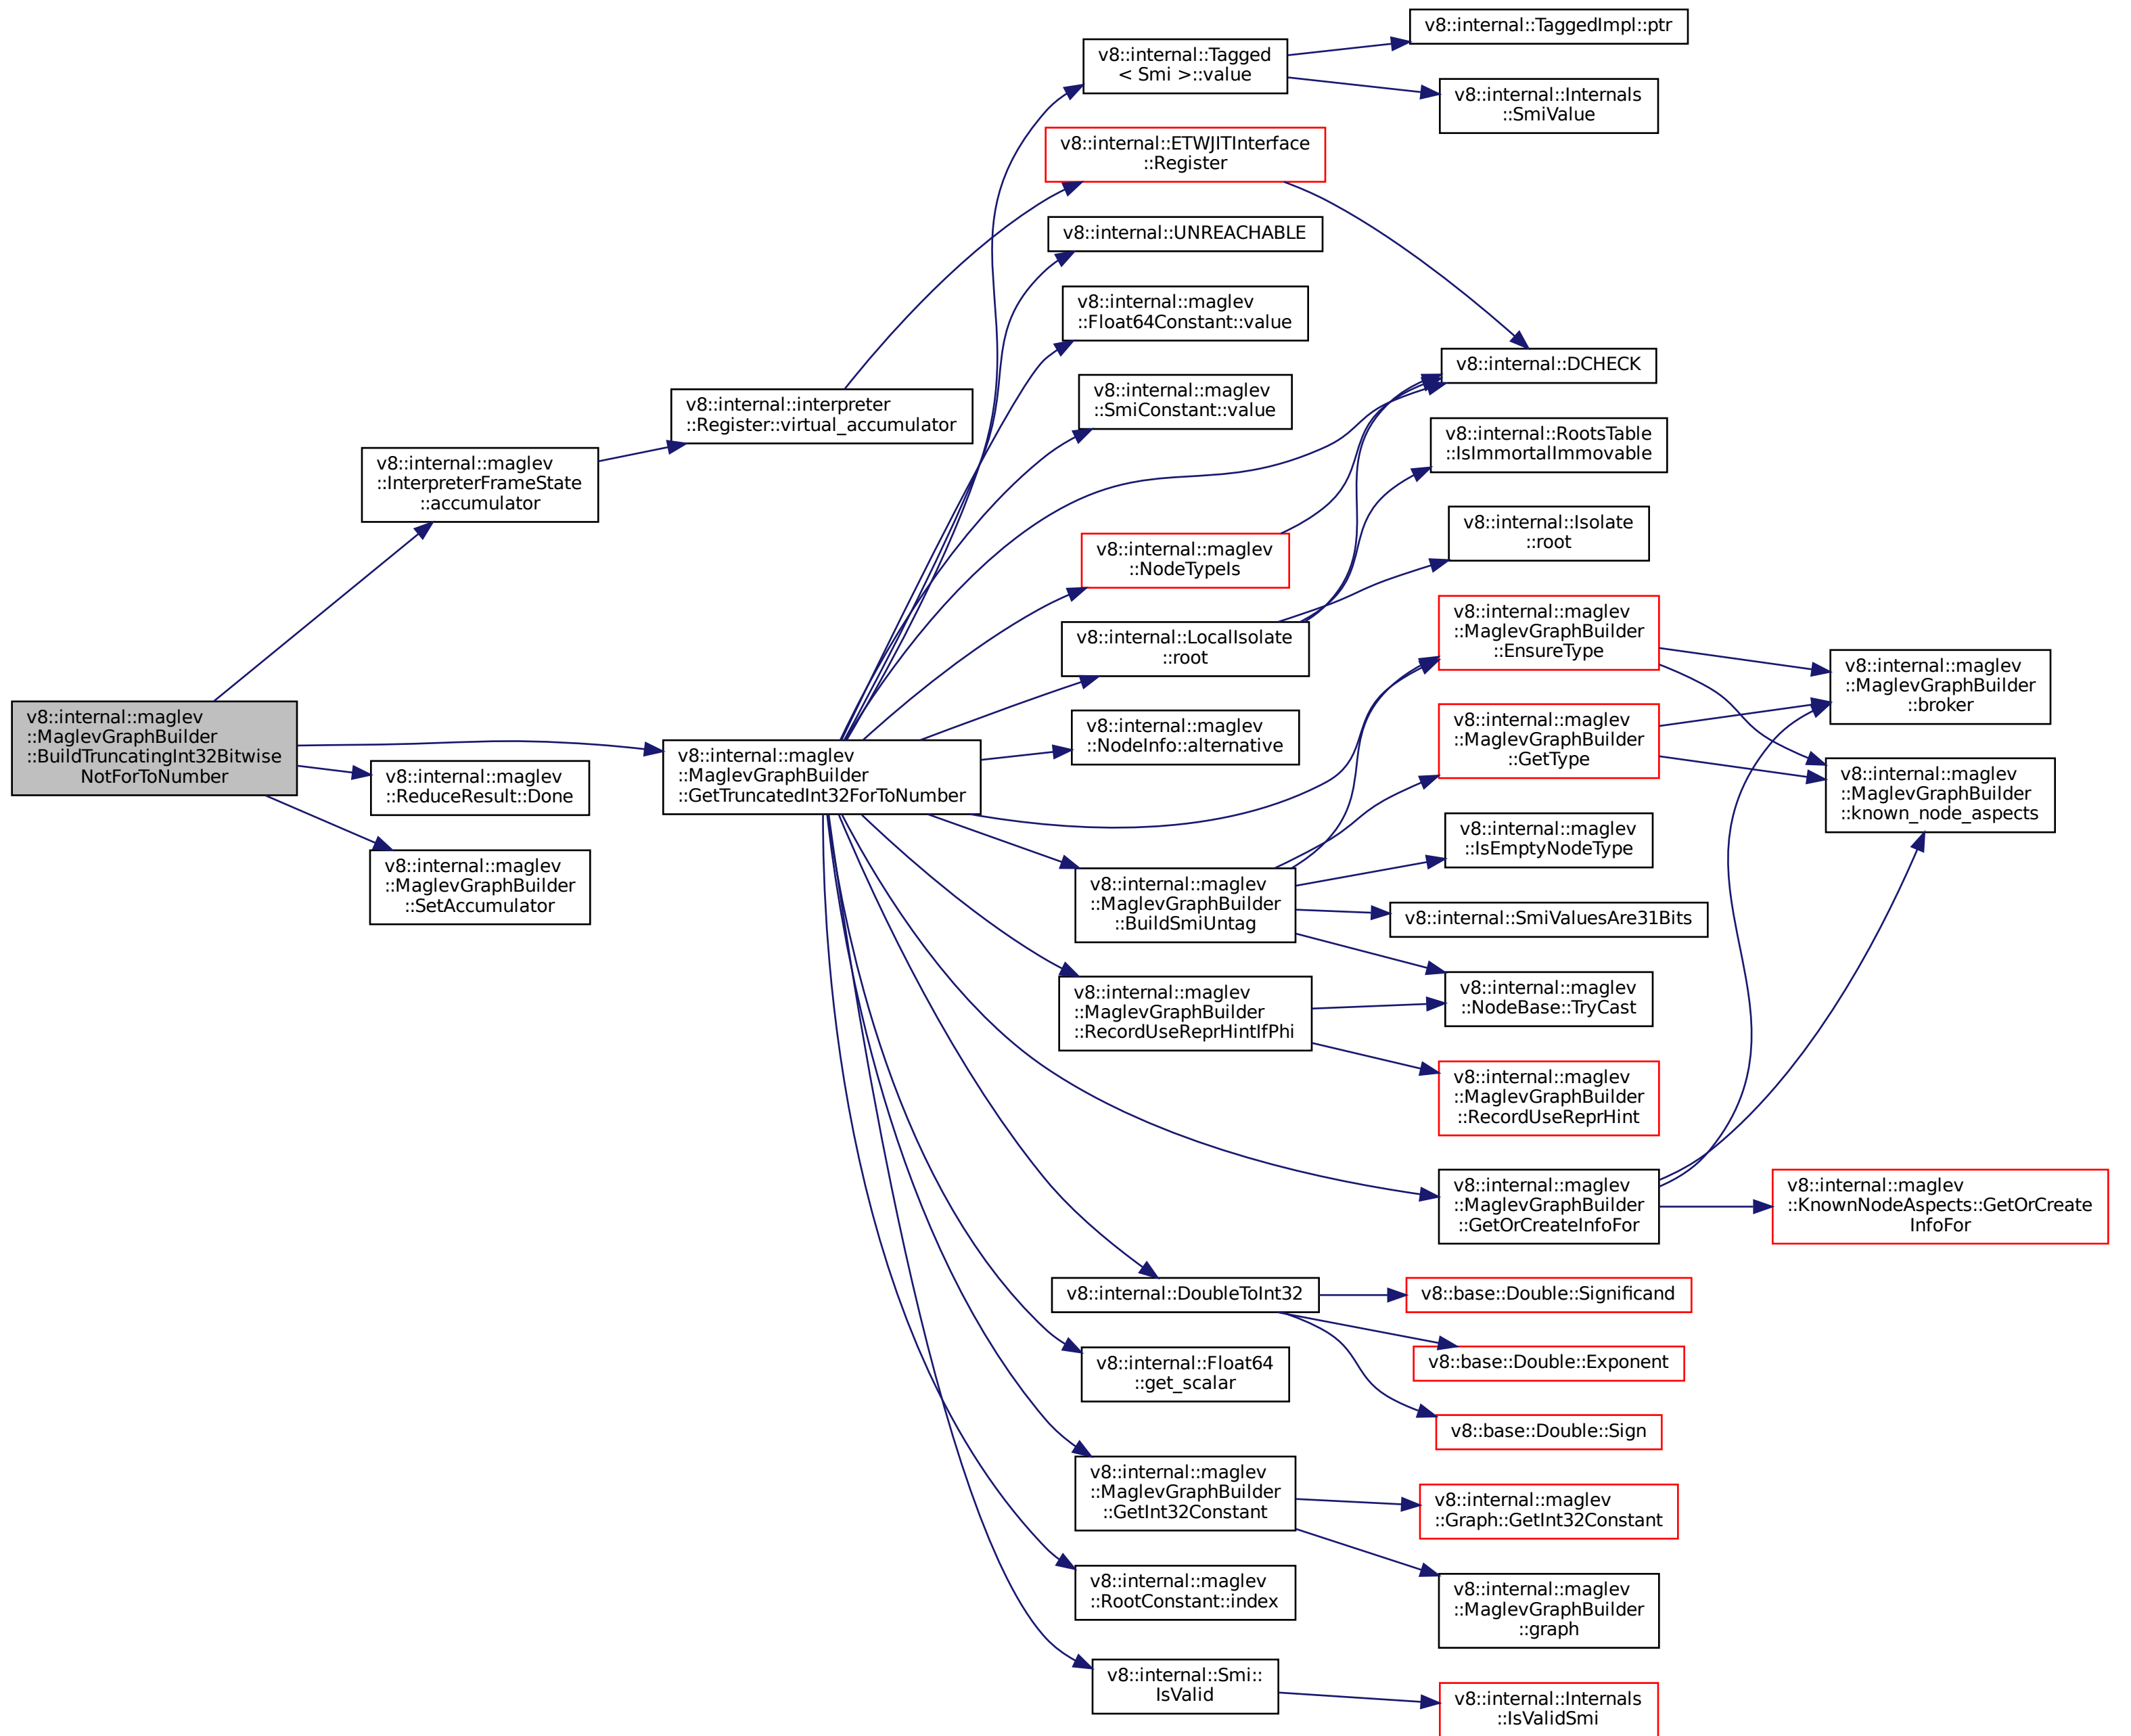 v8::internal::maglev
::MaglevGraphBuilder
::BuildTruncatingInt32Bitwise
NotForToNumber
v8::internal::maglev
::InterpreterFrameState
::accumulator
v8::internal::maglev
::ReduceResult::Done
v8::internal::maglev
::MaglevGraphBuilder
::SetAccumulator
v8::internal::interpreter
::Register::virtual_accumulator
v8::internal::maglev
::MaglevGraphBuilder
::GetTruncatedInt32ForToNumber
v8::internal::Tagged
< Smi >::value
v8::internal::ETWJITInterface
::Register
v8::internal::UNREACHABLE
v8::internal::maglev
::Float64Constant::value
v8::internal::maglev
::SmiConstant::value
v8::internal::maglev
::NodeTypeIs
v8::internal::LocalIsolate
::root
v8::internal::maglev
::NodeInfo::alternative
v8::internal::maglev
::MaglevGraphBuilder
::BuildSmiUntag
v8::internal::maglev
::MaglevGraphBuilder
::RecordUseReprHintIfPhi
v8::internal::DoubleToInt32
v8::internal::Float64
::get_scalar
v8::internal::maglev
::MaglevGraphBuilder
::GetInt32Constant
v8::internal::maglev
::RootConstant::index
v8::internal::Smi::
IsValid
v8::internal::TaggedImpl::ptr
v8::internal::Internals
::SmiValue
v8::internal::DCHECK
v8::internal::RootsTable
::IsImmortalImmovable
v8::internal::Isolate
::root
v8::internal::maglev
::MaglevGraphBuilder
::EnsureType
v8::internal::maglev
::MaglevGraphBuilder
::GetType
v8::internal::maglev
::IsEmptyNodeType
v8::internal::SmiValuesAre31Bits
v8::internal::maglev
::NodeBase::TryCast
v8::internal::maglev
::MaglevGraphBuilder
::RecordUseReprHint
v8::internal::maglev
::MaglevGraphBuilder
::GetOrCreateInfoFor
v8::base::Double::Significand
v8::base::Double::Exponent
v8::base::Double::Sign
v8::internal::maglev
::Graph::GetInt32Constant
v8::internal::maglev
::MaglevGraphBuilder
::graph
v8::internal::Internals
::IsValidSmi
v8::internal::maglev
::MaglevGraphBuilder
::broker
v8::internal::maglev
::MaglevGraphBuilder
::known_node_aspects
v8::internal::maglev
::KnownNodeAspects::GetOrCreate
InfoFor